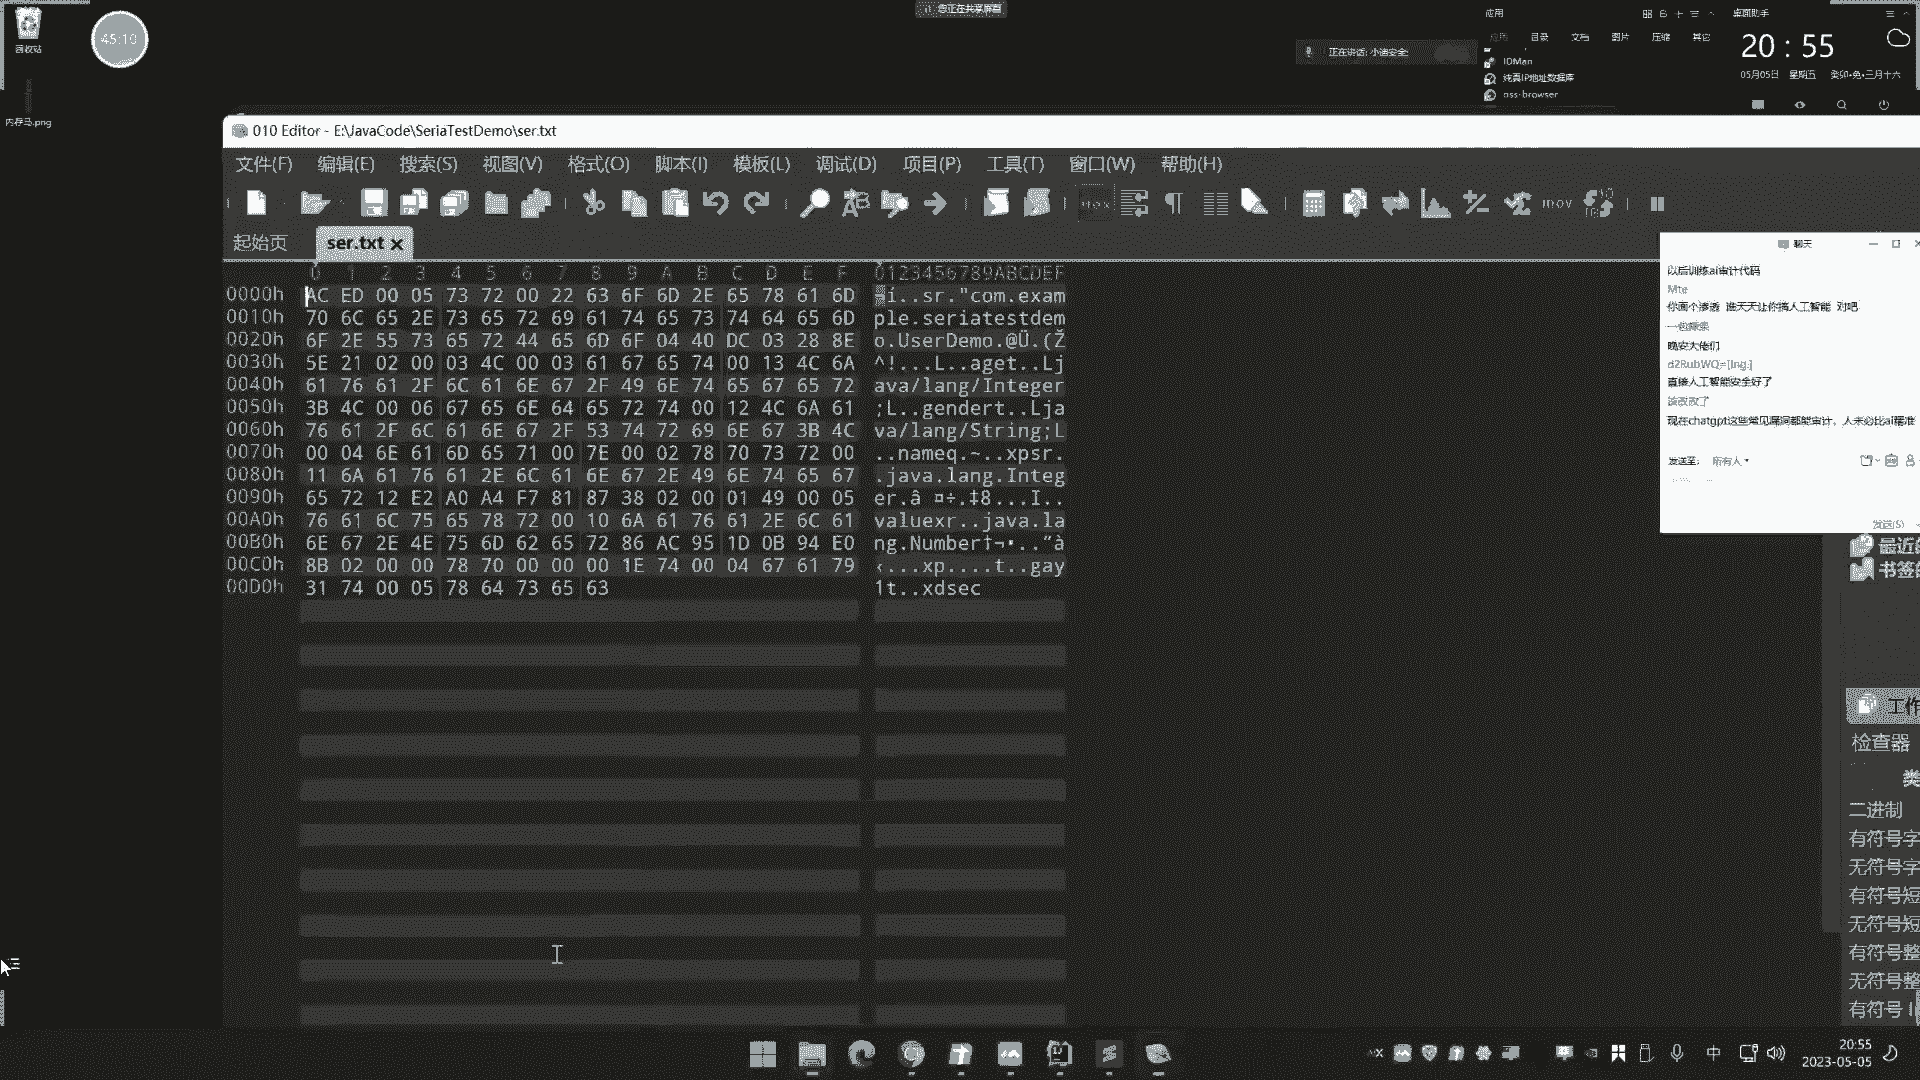 回收站
45:10
内存马.png
您正在共享屏幕
正在讲话: 小迪安全
应用
目录 文档 图片 压缩 其它
IDMan
纯真IP地址数据库
oss-browser
桌面助手
20 : 55
05月05日 星期五 癸卯·兔·三月十六
010 Editor - E:\JavaCode\SeriaTestDemo\ser.txt
文件(F) 编辑(E) 搜索(S) 视图(V) 格式(O) 脚本(I) 模板(L) 调试(D) 项目(P) 工具(T) 窗口(W) 帮助(H)
起始页 ser.txt
0 1 2 3 4 5 6 7 8 9 A B C D E F 0123456789ABCDEF
0000h AC ED 00 05 73 72 00 22 63 6F 6D 2E 65 78 61 6D ¬í..sr."com.exam
0010h 70 6C 65 2E 73 65 72 69 61 74 65 73 74 64 65 6D ple.seriatestdem
0020h 6F 2E 55 73 65 72 44 65 6D 6F 04 40 DC 03 28 8E o.UserDemo.@Ü.(Ž
0030h 5E 21 02 00 03 4C 00 03 61 67 65 74 00 13 4C 6A ^!...L..aget..Lj
0040h 61 76 61 2F 6C 61 6E 67 2F 49 6E 74 65 67 65 72 ava/lang/Integer
0050h 3B 4C 00 06 67 65 6E 64 65 72 74 00 12 4C 6A 61 ;L..gendert..Lja
0060h 76 61 2F 6C 61 6E 67 2F 53 74 72 69 6E 67 3B 4C va/lang/String;L
0070h 00 04 6E 61 6D 65 71 00 7E 00 02 78 70 73 72 00 ..nameq.~..xpsr.
0080h 11 6A 61 76 61 2E 6C 61 6E 67 2E 49 6E 74 65 67 .java.lang.Integ
0090h 65 72 12 E2 A0 A4 F7 81 87 38 02 00 01 49 00 05 er.â ¤÷.‡8...I..
00A0h 76 61 6C 75 65 78 72 00 10 6A 61 76 61 2E 6C 61 valuexr..java.la
00B0h 6E 67 2E 4E 75 6D 62 65 72 86 AC 95 1D 0B 94 E0 ng.Number†¬•..”à
00C0h 8B 02 00 00 78 70 00 00 00 1E 74 00 04 67 61 79 ‹...xp....t..gay
00D0h 31 74 00 05 78 64 73 65 63 1t..xdsec
聊天
以后训练ai审计代码
Mte
你高个渗透 谁天天让你搞人工智能 对吧
晚安大佬们
d2RubWQ=[lng:]
直接人工智能安全好了
现在chatgpt这些常见漏洞都能审计，人未必比ai精准
发送至: 所有人
发送(S)
书签的
检查器
二进制
有符号字
无符号字
有符号短
无符号短
有符号整
无符号整
有符号
中
20:55
2023-05-05